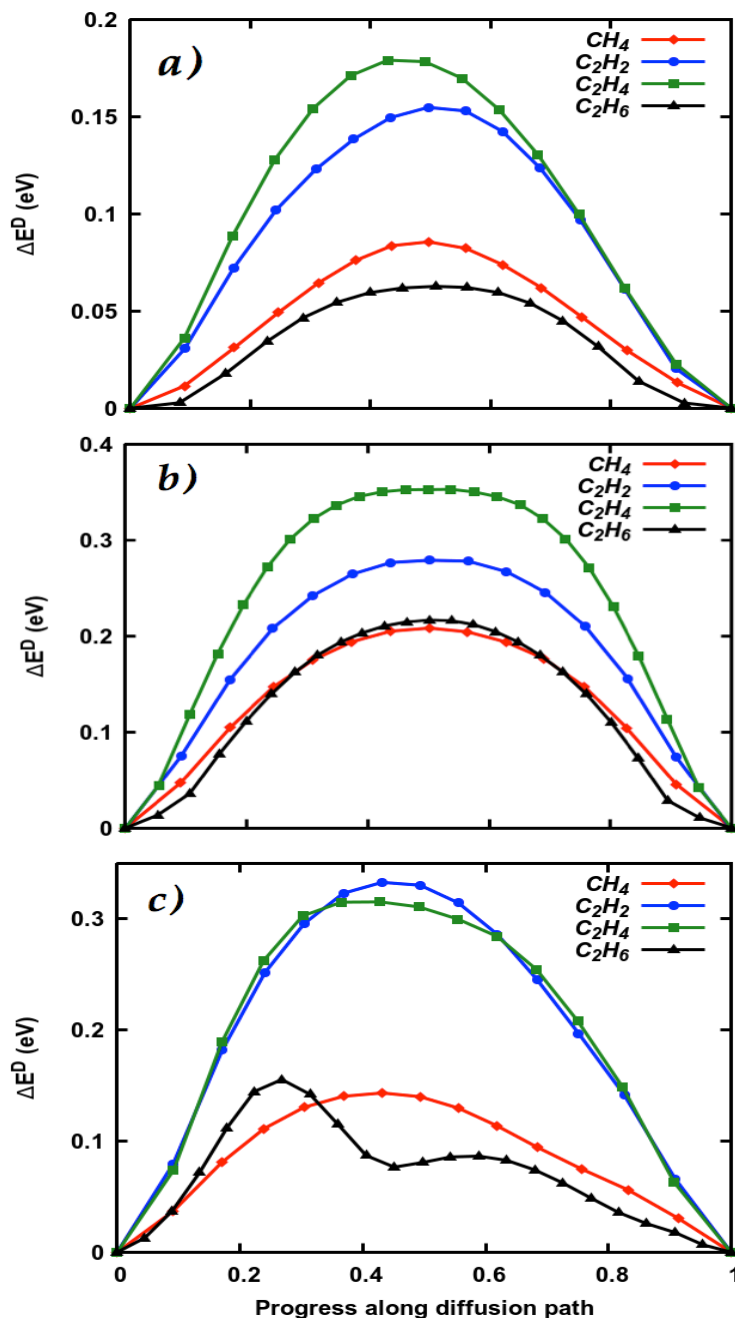 a)
CH4
C2H2
C2H4
C2H6
0.2
0.15
0.1
0.05
0
ΔE^D (eV)
b)
CH4
C2H2
C2H4
C2H6
0.4
0.3
0.2
0.1
0
ΔE^D (eV)
c)
CH4
C2H2
C2H4
C2H6
0.3
0.2
0.1
0
ΔE^D (eV)
0 0.2 0.4 0.6 0.8 1
Progress along diffusion path